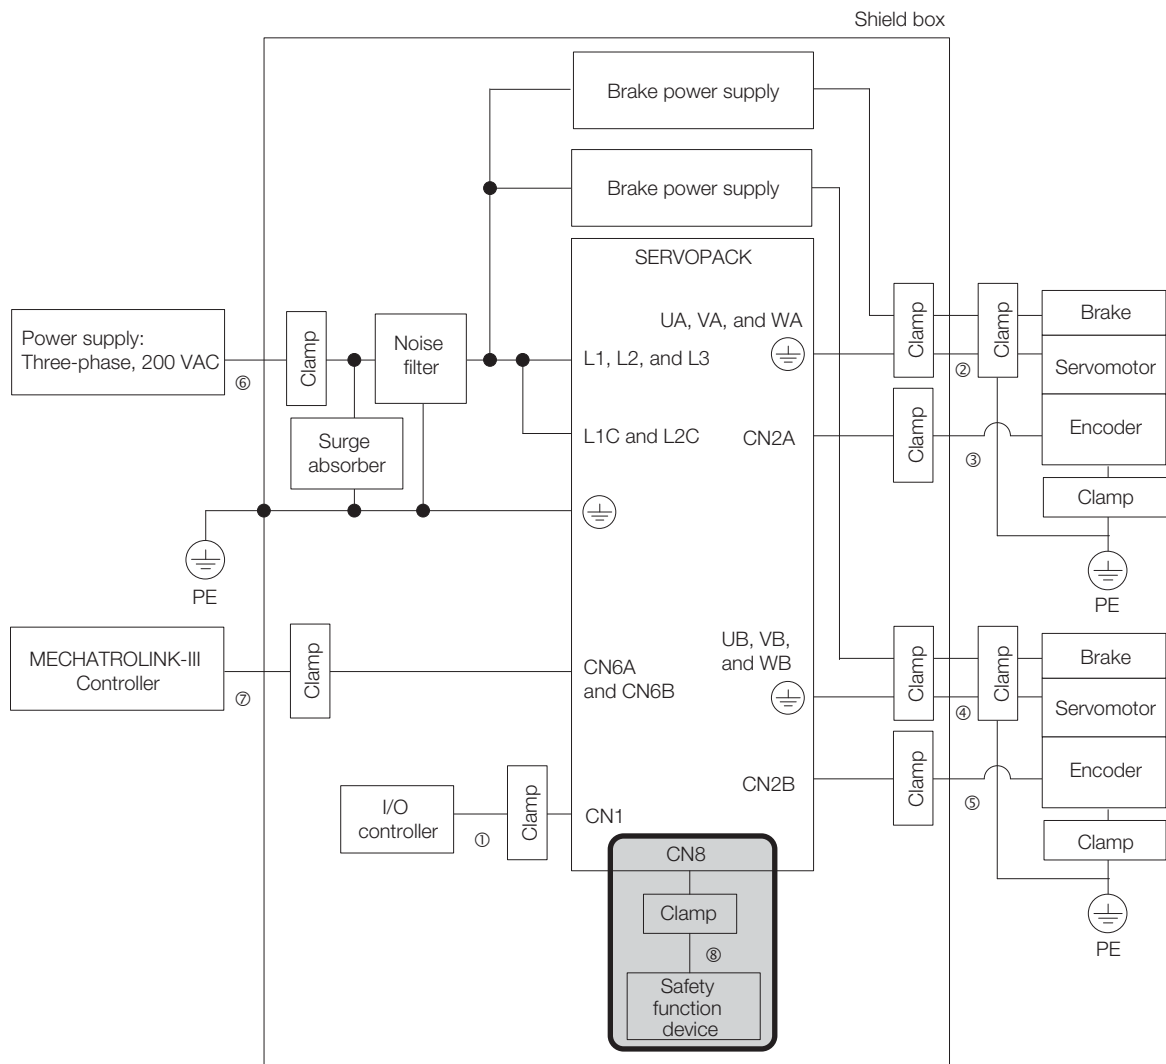 Shield box
Brake power supply
Brake power supply
SERVOPACK
Power supply:
Three-phase, 200 VAC
⑥
Clamp
Noise
filter
Surge
absorber
L1, L2, and L3
L1C and L2C
UA, VA, and WA
CN2A
Clamp
Clamp
②
Clamp
③
Brake
Servomotor
Encoder
Clamp
PE
PE
MECHATROLINK-III
Controller
⑦
Clamp
CN6A
and CN6B
UB, VB,
and WB
CN2B
Clamp
Clamp
④
Clamp
⑤
Brake
Servomotor
Encoder
Clamp
PE
I/O
controller
①
Clamp
CN1
CN8
Clamp
⑧
Safety
function
device